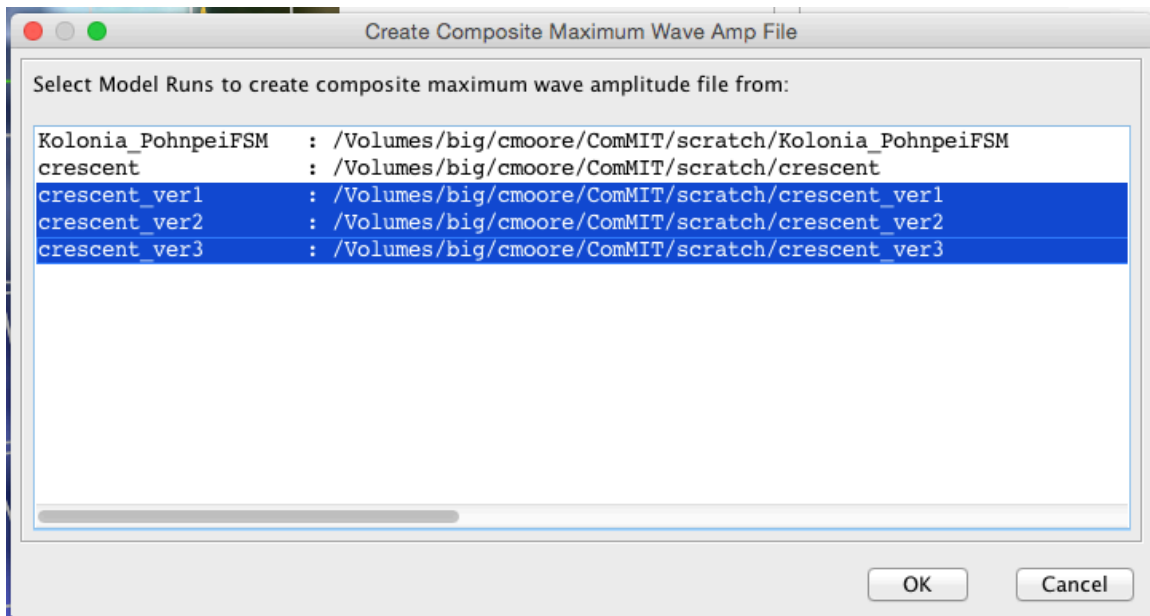 Create Composite Maximum Wave Amp File
Select Model Runs to create composite maximum wave amplitude file from:
Kolonia_PohnpeiFSM : /Volumes/big/cmoore/ComMIT/scratch/Kolonia_PohnpeiFSM
crescent : /Volumes/big/cmoore/ComMIT/scratch/crescent
crescent_ver1 : /Volumes/big/cmoore/ComMIT/scratch/crescent_ver1
crescent_ver2 : /Volumes/big/cmoore/ComMIT/scratch/crescent_ver2
crescent_ver3 : /Volumes/big/cmoore/ComMIT/scratch/crescent_ver3
OK Cancel